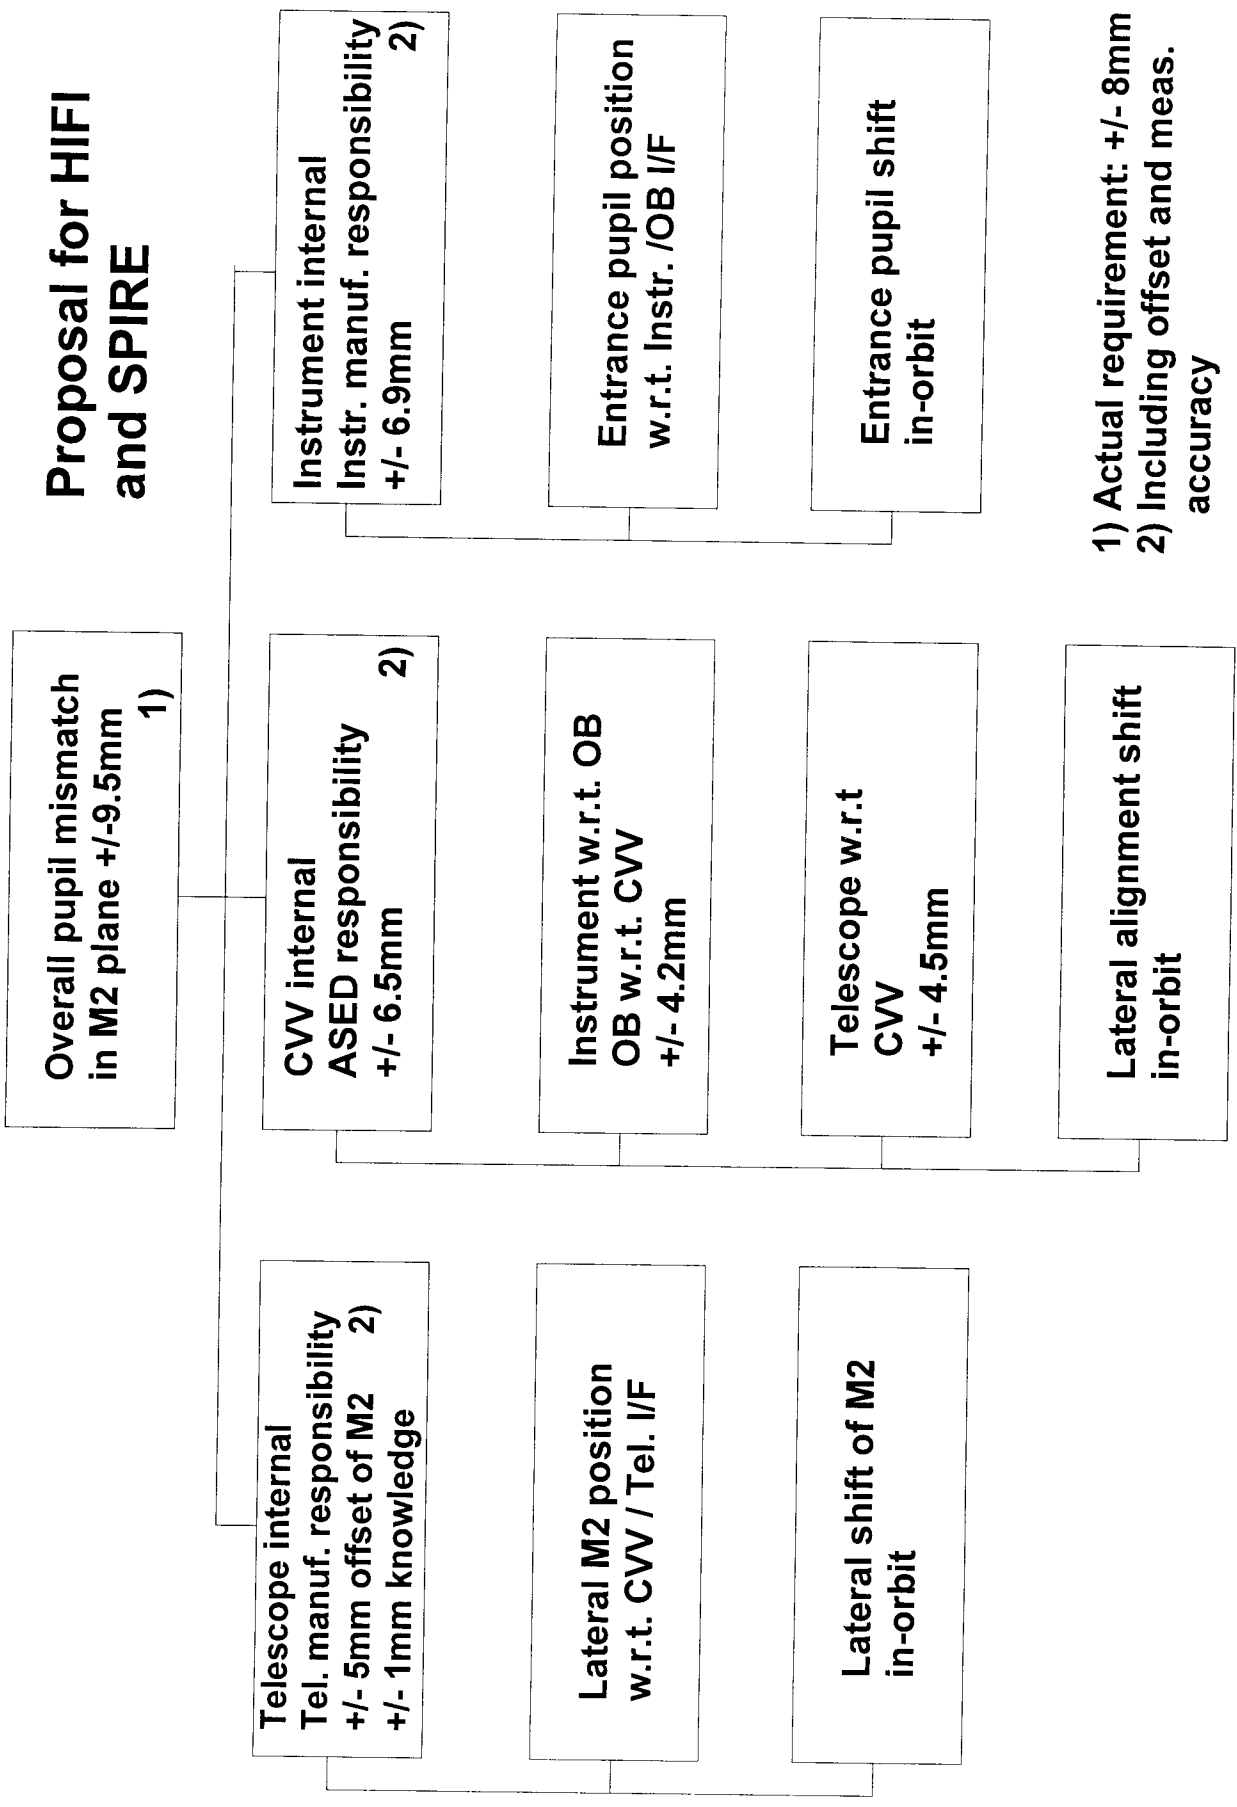 Proposal for HIFI
and SPIRE
Overall pupil mismatch
in M2 plane +/-9.5mm
1)
Telescope internal
Tel. manuf. responsibility
+/- 5mm offset of M2 2)
+/- 1mm knowledge
Lateral M2 position
w.r.t. CVV / Tel. I/F
Lateral shift of M2
in-orbit
CVV internal
ASED responsibility
+/- 6.5mm 2)
Instrument w.r.t. OB
OB w.r.t. CVV
+/- 4.2mm
Telescope w.r.t
CVV
+/- 4.5mm
Lateral alignment shift
in-orbit
Instrument internal
Instr. manuf. responsibility
+/- 6.9mm 2)
Entrance pupil position
w.r.t. Instr. /OB I/F
Entrance pupil shift
in-orbit
1) Actual requirement: +/- 8mm
2) Including offset and meas.
accuracy